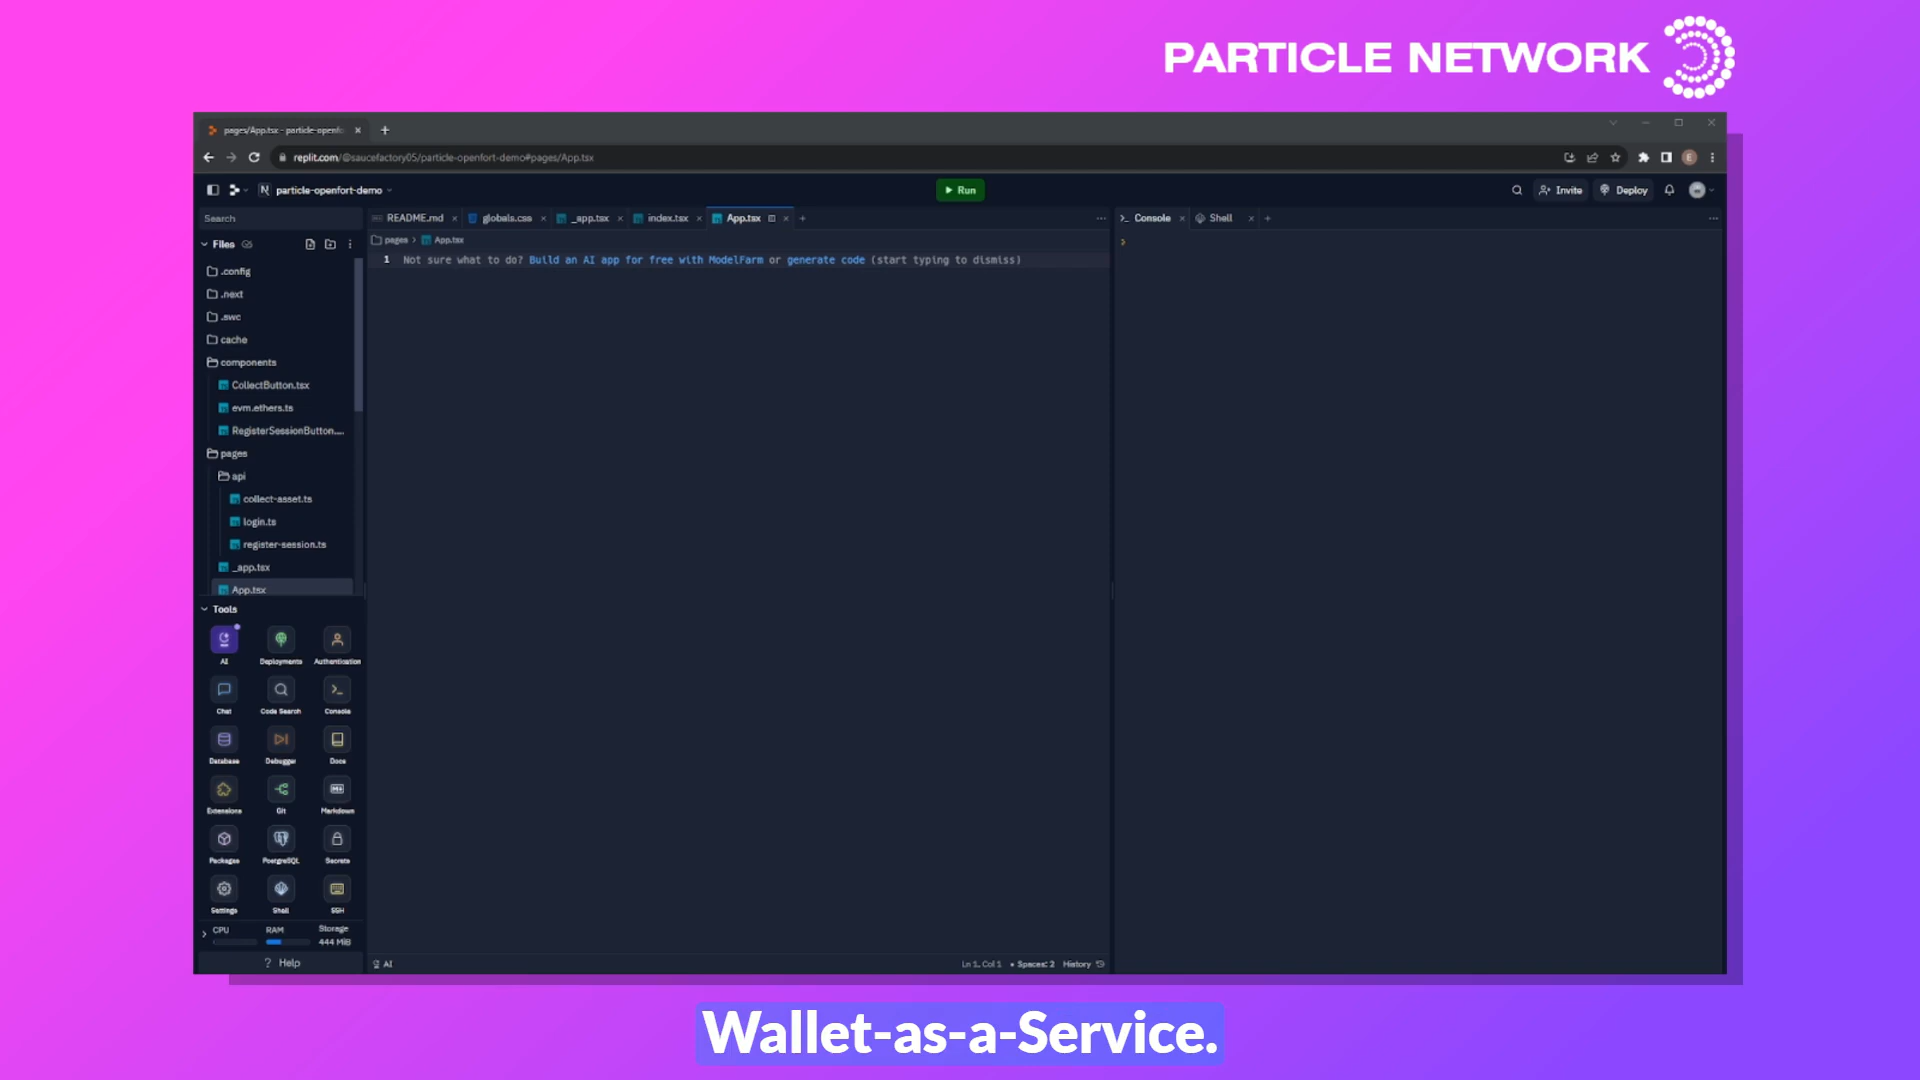 PARTICLE NETWORK
pages/App.tsx - particle-openfo
replit.com/@saucefactory05/particle-openfort-demo#pages/App.tsx
E
N particle-openfort-demo
Run
Invite
Deploy
Search
README.md
globals.css
_app.tsx
index.tsx
App.tsx
Console
Shell
Files
pages > App.tsx
1 Not sure what to do? Build an AI app for free with ModelFarm or generate code (start typing to dismiss)
.config
.next
.swc
cache
components
CollectButton.tsx
evm.ethers.ts
RegisterSessionButton....
pages
api
collect-asset.ts
login.ts
register-session.ts
_app.tsx
App.tsx
Tools
AI
Deployments
Authentication
Chat
Code Search
Console
Database
Debugger
Docs
Extensions
Git
Markdown
Packages
PostgreSQL
Secrets
Settings
Shell
SSH
CPU
RAM
Storage
444 MiB
? Help
AI
Ln 1, Col 1 • Spaces: 2 History
Wallet-as-a-Service.